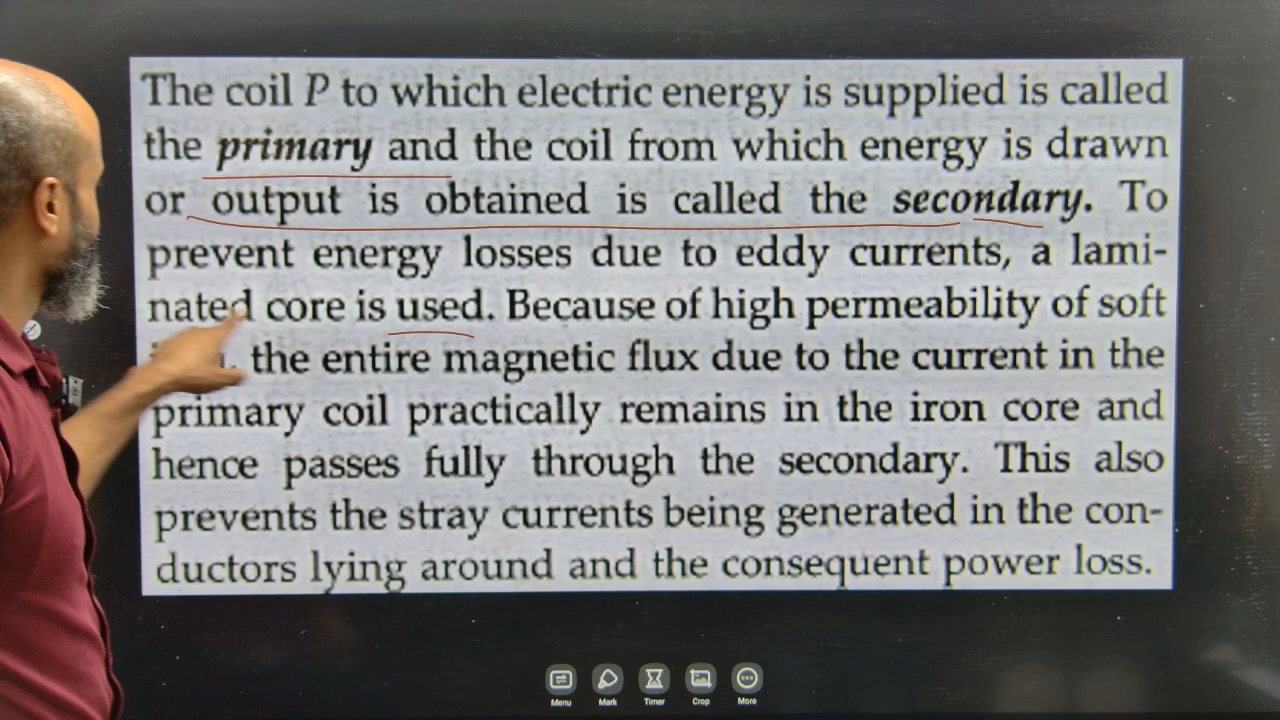 The coil P to which electric energy is supplied is called
the primary and the coil from which energy is drawn
or output is obtained is called the secondary. To
prevent energy losses due to eddy currents, a lami-
nated core is used. Because of high permeability of soft
the entire magnetic flux due to the current in the
primary coil practically remains in the iron core and
hence passes fully through the secondary. This also
prevents the stray currents being generated in the con-
ductors lying around and the consequent power loss.
Menu Mark Timer Crop More